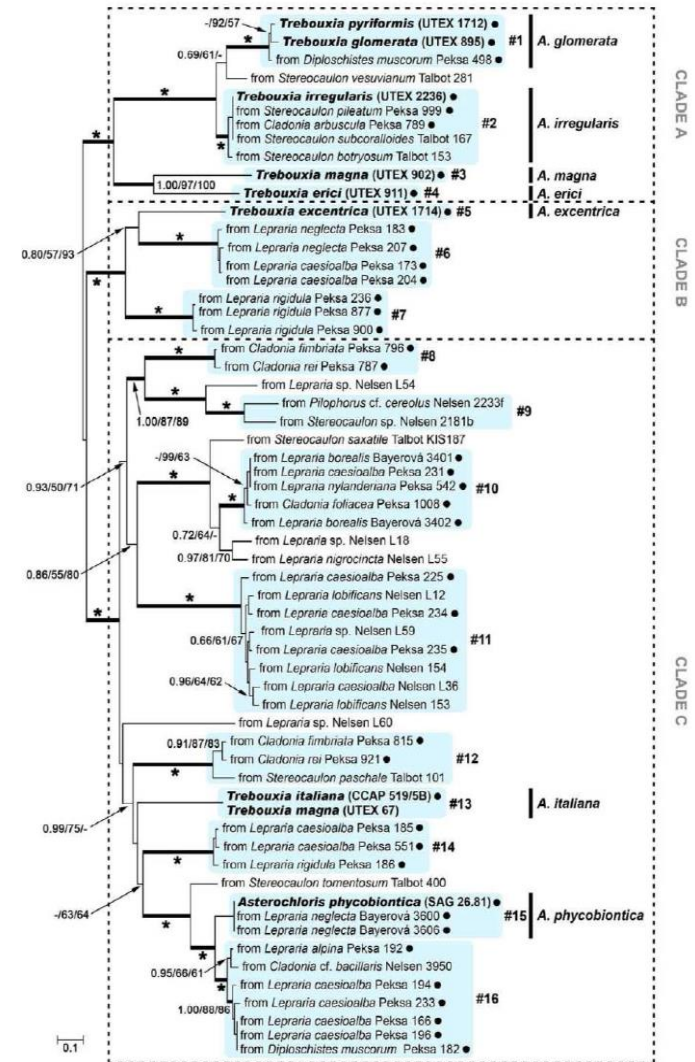 -/92/57
Trebouxia pyriformis (UTEX 1712) ●
Trebouxia glomerata (UTEX 895) ● #1 A. glomerata
* from Diploschistes muscorum Peksa 498 ●
0.69/61/-
from Stereocaulon vesuvianum Talbot 281
*
Trebouxia irregularis (UTEX 2236) ●
from Stereocaulon pileatum Peksa 999 ●
from Cladonia arbuscula Peksa 789 ● #2 A. irregularis
* from Stereocaulon subcoralloides Talbot 167
from Stereocaulon botryosum Talbot 153
CLADE A
*
Trebouxia magna (UTEX 902) ● #3 A. magna
1.00/97/100
Trebouxia erici (UTEX 911) ● #4 A. erici
Trebouxia excentrica (UTEX 1714) ● #5 A. excentrica
from Lepraria neglecta Peksa 183 ●
* from Lepraria neglecta Peksa 207 ● #6
0.80/57/93
from Lepraria caesioalba Peksa 173 ●
from Lepraria caesioalba Peksa 204 ●
CLADE B
*
from Lepraria rigidula Peksa 236 ●
* from Lepraria rigidula Peksa 877 ● #7
from Lepraria rigidula Peksa 900 ●
* from Cladonia fimbriata Peksa 796 ● #8
from Cladonia rei Peksa 787 ●
from Lepraria sp. Nelsen L54
*
* from Pilophorus cf. cereolus Nelsen 2233f #9
1.00/87/89
from Stereocaulon sp. Nelsen 2181b
from Stereocaulon saxatile Talbot KIS187
-/99/63
from Lepraria borealis Bayerová 3401 ●
from Lepraria caesioalba Peksa 231 ●
* from Lepraria nylanderiana Peksa 542 ● #10
0.93/50/71
* from Cladonia foliacea Peksa 1008 ●
from Lepraria borealis Bayerová 3402 ●
0.72/64/-
from Lepraria sp. Nelsen L18
0.97/81/70
from Lepraria nigrocincta Nelsen L55
0.86/55/80
from Lepraria caesioalba Peksa 225 ●
from Lepraria lobificans Nelsen L12
* from Lepraria caesioalba Peksa 234 ●
*
0.66/61/67
from Lepraria sp. Nelsen L59 #11
from Lepraria caesioalba Peksa 235 ●
from Lepraria lobificans Nelsen 154
0.96/64/62
from Lepraria caesioalba Nelsen L36
from Lepraria lobificans Nelsen 153
CLADE C
from Lepraria sp. Nelsen L60
0.91/87/83
from Cladonia fimbriata Peksa 815 ●
from Cladonia rei Peksa 921 ● #12
* from Stereocaulon paschale Talbot 101
Trebouxia italiana (CCAP 519/5B) ● #13 A. italiana
Trebouxia magna (UTEX 67)
0.99/75/-
from Lepraria caesioalba Peksa 185 ●
from Lepraria caesioalba Peksa 551 ● #14
* from Lepraria rigidula Peksa 186 ●
from Stereocaulon tomentosum Talbot 400
-/63/64
*
Asterochloris phycobiontica (SAG 26.81) ●
from Lepraria neglecta Bayerová 3600 ● #15 A. phycobiontica
from Lepraria neglecta Bayerová 3606 ●
*
from Lepraria alpina Peksa 192 ●
0.95/66/61
from Cladonia cf. bacillaris Nelsen 3950
* from Lepraria caesioalba Peksa 194 ●
from Lepraria caesioalba Peksa 233 ● #16
1.00/88/86
from Lepraria caesioalba Peksa 166 ●
from Lepraria caesioalba Peksa 196 ●
from Diploschistes muscorum Peksa 182 ●
0.1